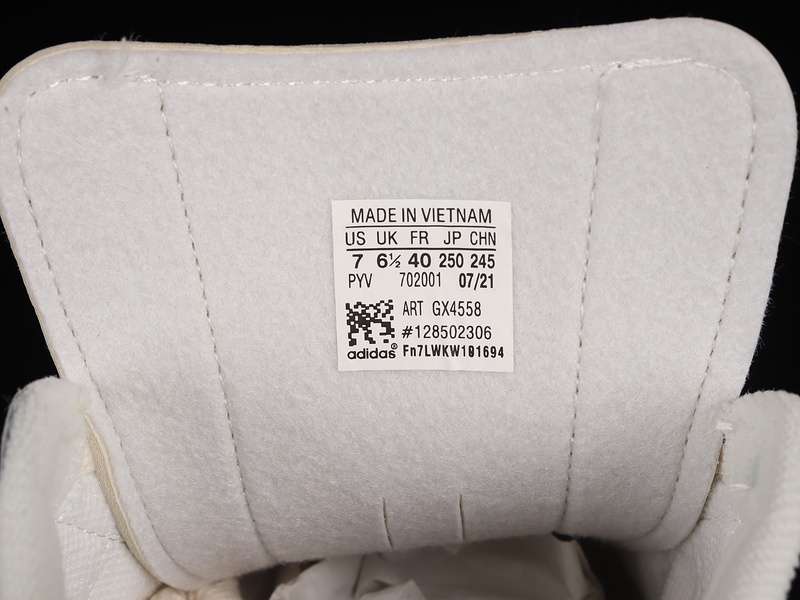 MADE IN VIETNAM
US UK FR JP CHN
7 6½ 40 250 245
PYV 702001 07/21
ART GX4558
#128502306
adidas® Fn7LWKW191694